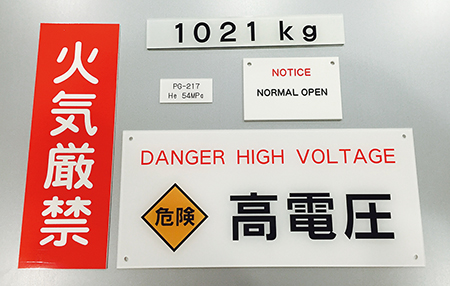 火気厳禁
1021 kg
PG-217
He 54MPa
NOTICE
NORMAL OPEN
DANGER HIGH VOLTAGE
危険
高電圧